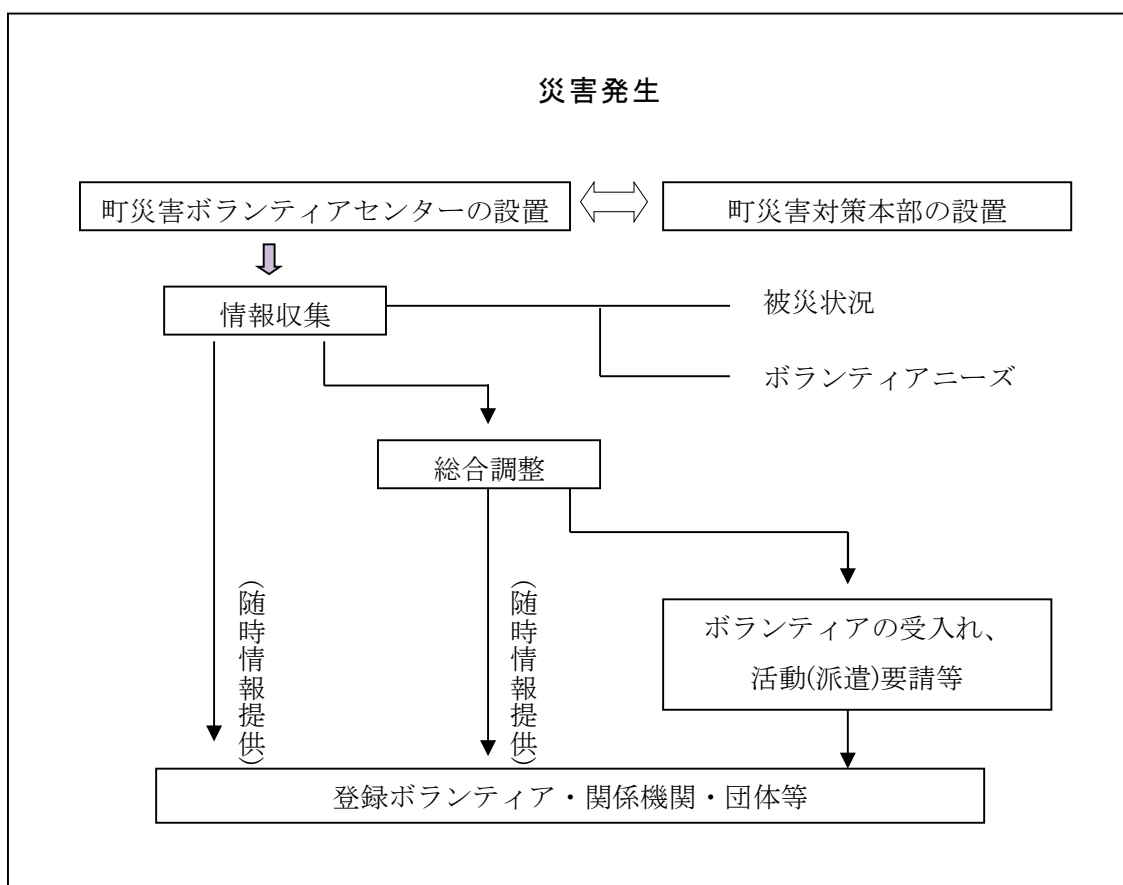 災害発生
町災害ボランティアセンターの設置
町災害対策本部の設置
情報収集
被災状況
ボランティアニーズ
総合調整
(随時情報提供)
(随時情報提供)
ボランティアの受入れ、
活動(派遣)要請等
登録ボランティア・関係機関・団体等